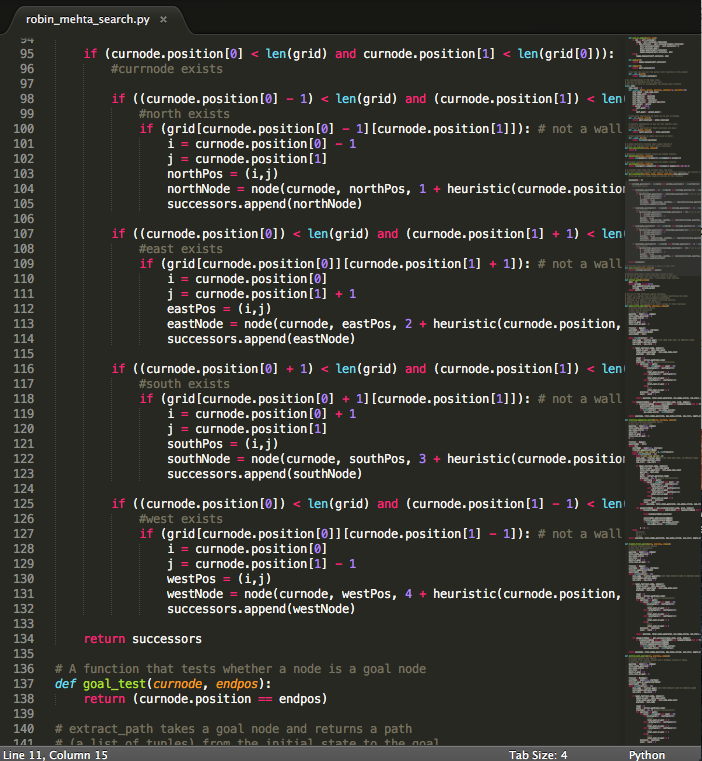 robin_mehta_search.py ×
94
95 if (curnode.position[0] < len(grid) and curnode.position[1] < len(grid[0])):
96 #currnode exists
97
98 if ((curnode.position[0] - 1) < len(grid) and (curnode.position[1]) < len(
99 #north exists
100 if (grid[curnode.position[0] - 1][curnode.position[1]]): # not a wall
101 i = curnode.position[0] - 1
102 j = curnode.position[1]
103 northPos = (i,j)
104 northNode = node(curnode, northPos, 1 + heuristic(curnode.position
105 successors.append(northNode)
106
107 if ((curnode.position[0]) < len(grid) and (curnode.position[1] + 1) < len
108 #east exists
109 if (grid[curnode.position[0]][curnode.position[1] + 1]): # not a wall
110 i = curnode.position[0]
111 j = curnode.position[1] + 1
112 eastPos = (i,j)
113 eastNode = node(curnode, eastPos, 2 + heuristic(curnode.position,
114 successors.append(eastNode)
115
116 if ((curnode.position[0] + 1) < len(grid) and (curnode.position[1]) < len(
117 #south exists
118 if (grid[curnode.position[0] + 1][curnode.position[1]]): # not a wall
119 i = curnode.position[0] + 1
120 j = curnode.position[1]
121 southPos = (i,j)
122 southNode = node(curnode, southPos, 3 + heuristic(curnode.position
123 successors.append(southNode)
124
125 if ((curnode.position[0]) < len(grid) and (curnode.position[1] - 1) < len(
126 #west exists
127 if (grid[curnode.position[0]][curnode.position[1] - 1]): # not a wall
128 i = curnode.position[0]
129 j = curnode.position[1] - 1
130 westPos = (i,j)
131 westNode = node(curnode, westPos, 4 + heuristic(curnode.position,
132 successors.append(westNode)
133
134 return successors
135
136 # A function that tests whether a node is a goal node
137 def goal_test(curnode, endpos):
138 return (curnode.position == endpos)
139
140 # extract_path takes a goal node and returns a path
141 # (a list of tuples) from the initial state to the goal
Line 11, Column 15 Tab Size: 4 Python